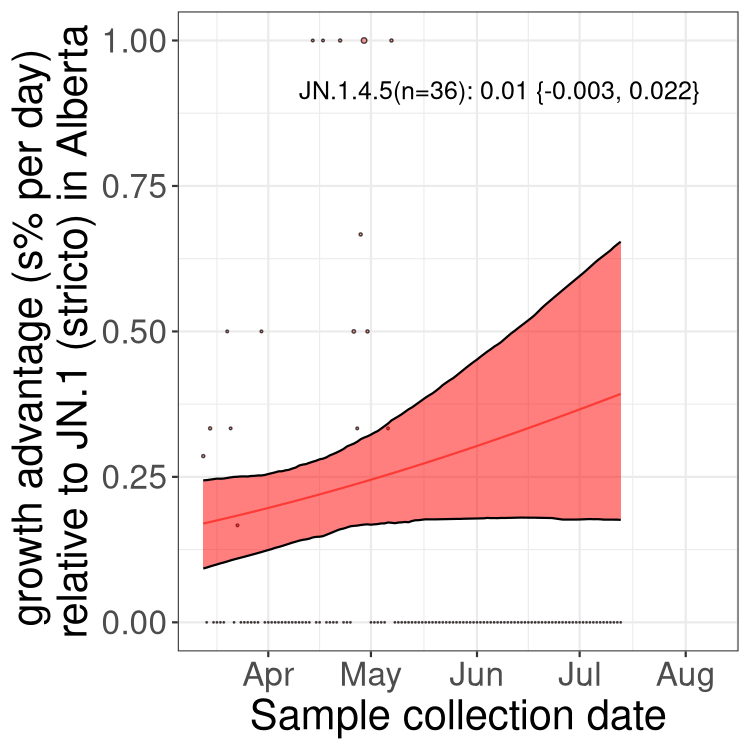 growth advantage (s% per day)
relative to JN.1 (stricto) in Alberta
1.00
0.75
0.50
0.25
0.00
JN.1.4.5(n=36): 0.01 {-0.003, 0.022}
Apr May Jun Jul Aug
Sample collection date